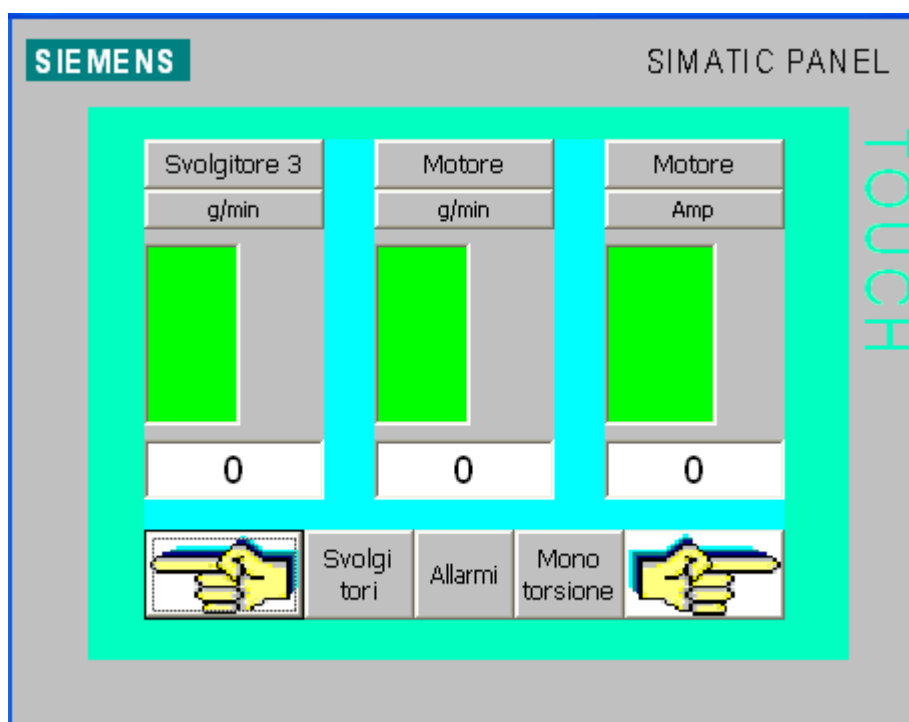 SIEMENS
SIMATIC PANEL
TOUCH
Svolgitore 3
Motore
Motore
g/min
g/min
Amp
0
0
0
Svolgi
tori
Allarmi
Mono
torsione